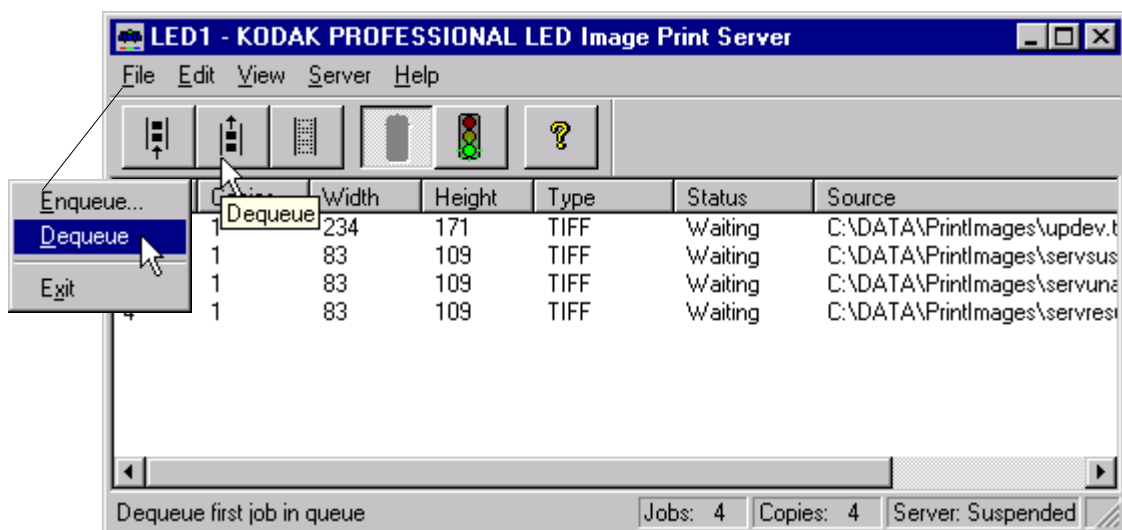 LED1 - KODAK PROFESSIONAL LED Image Print Server
File Edit View Server Help
Width Height Type Status Source
Enqueue...
Dequeue
Exit
Dequeue
1 234 171 TIFF Waiting C:\DATA\PrintImages\updev.t
1 83 109 TIFF Waiting C:\DATA\PrintImages\servsus
1 83 109 TIFF Waiting C:\DATA\PrintImages\servuna
4 1 83 109 TIFF Waiting C:\DATA\PrintImages\servres
Dequeue first job in queue Jobs: 4 Copies: 4 Server: Suspended